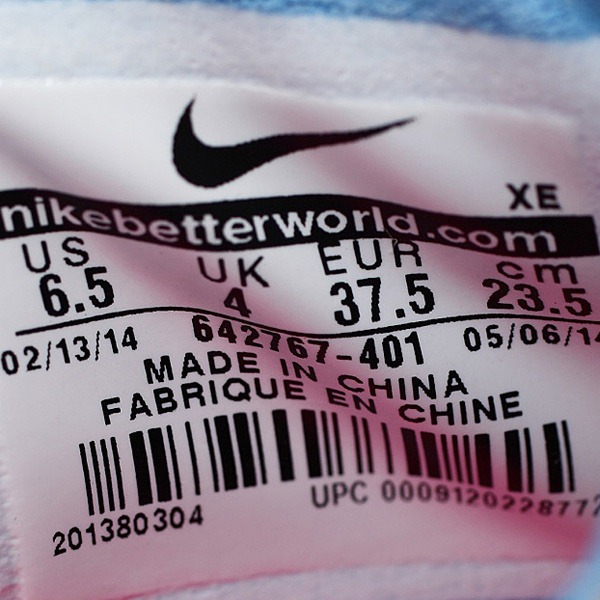 XE
nikebetterworld.com
US UK EUR cm
6.5 4 37.5 23.5
02/13/14 642767-401 05/06/14
MADE IN CHINA
FABRIQUE EN CHINE
UPC 00091202287
201380304